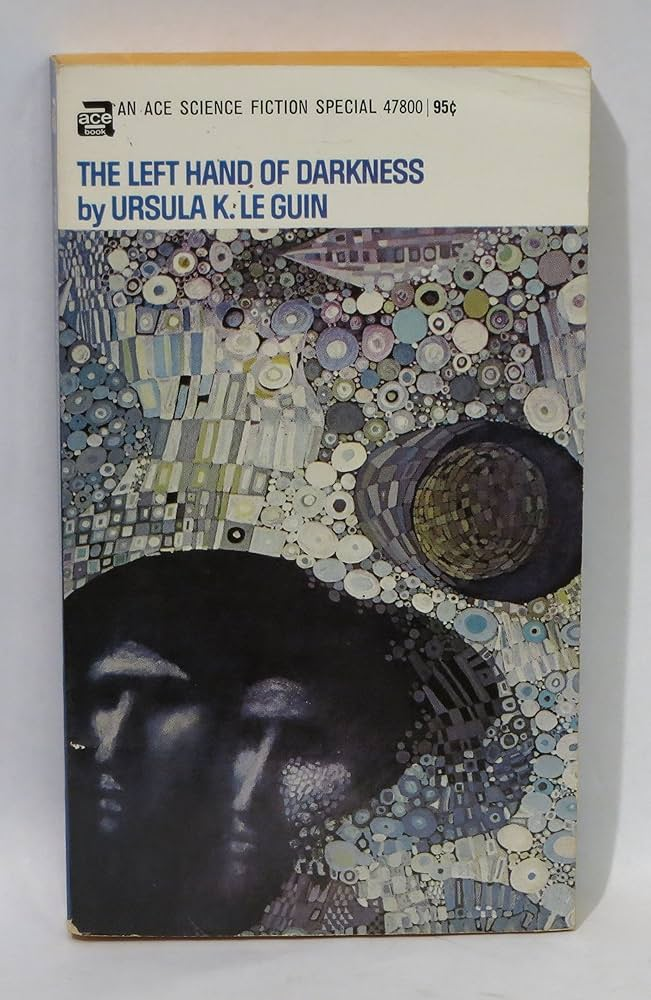 ace
book
AN ACE SCIENCE FICTION SPECIAL 47800 | 95¢
THE LEFT HAND OF DARKNESS
by URSULA K. LE GUIN